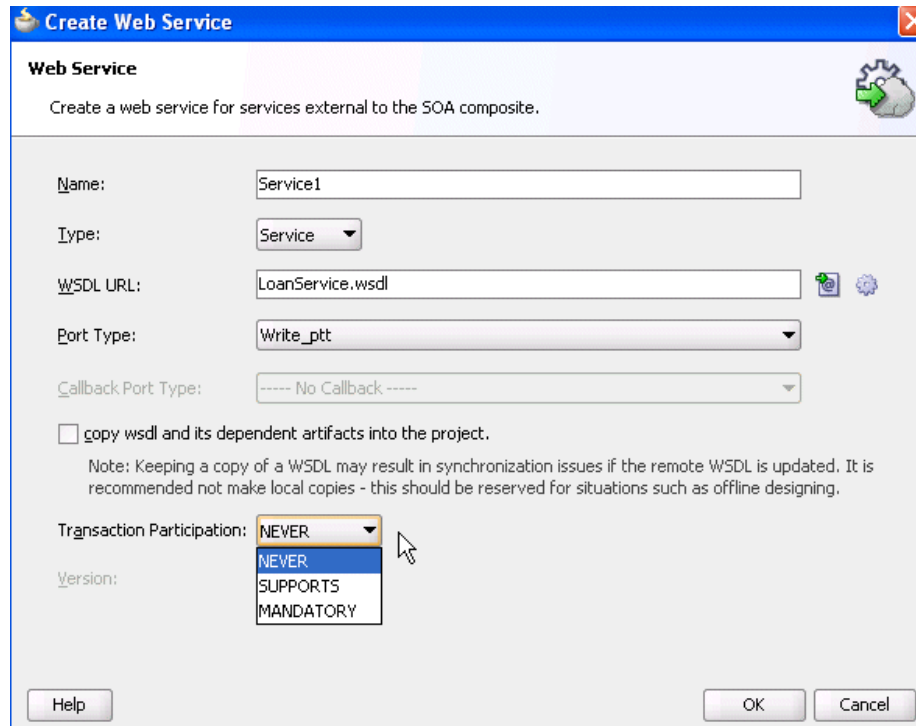 Create Web Service
Web Service
Create a web service for services external to the SOA composite.
Name: Service1
Type: Service
WSDL URL: LoanService.wsdl
Port Type: Write_ptt
Callback Port Type: ----- No Callback -----
copy wsdl and its dependent artifacts into the project.
Note: Keeping a copy of a WSDL may result in synchronization issues if the remote WSDL is updated. It is
recommended not make local copies - this should be reserved for situations such as offline designing.
Transaction Participation: NEVER
NEVER
Version:
SUPPORTS
MANDATORY
Help OK Cancel